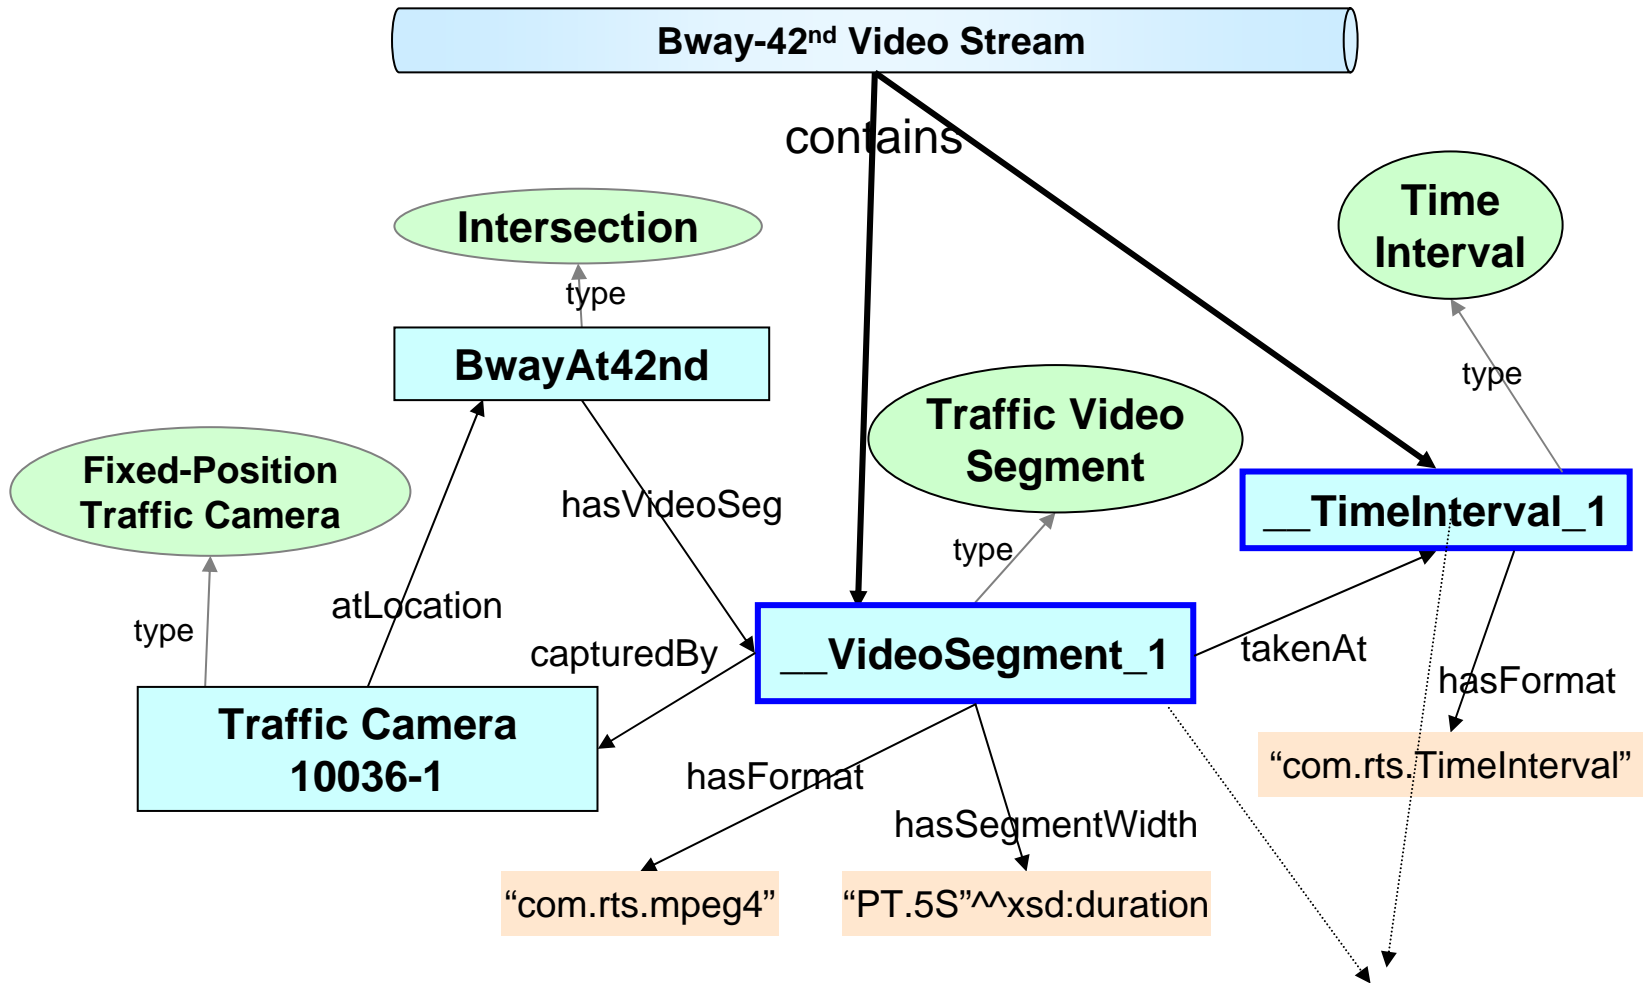 Bway-42nd Video Stream
contains
Time
Interval
Intersection
type
BwayAt42nd
type
Traffic Video
Segment
Fixed-Position
Traffic Camera
hasVideoSeg
__TimeInterval_1
type
atLocation
type
capturedBy
__VideoSegment_1
takenAt
hasFormat
Traffic Camera
10036-1
“com.rts.TimeInterval”
hasFormat
hasSegmentWidth
“com.rts.mpeg4”
“PT.5S”^^xsd:duration